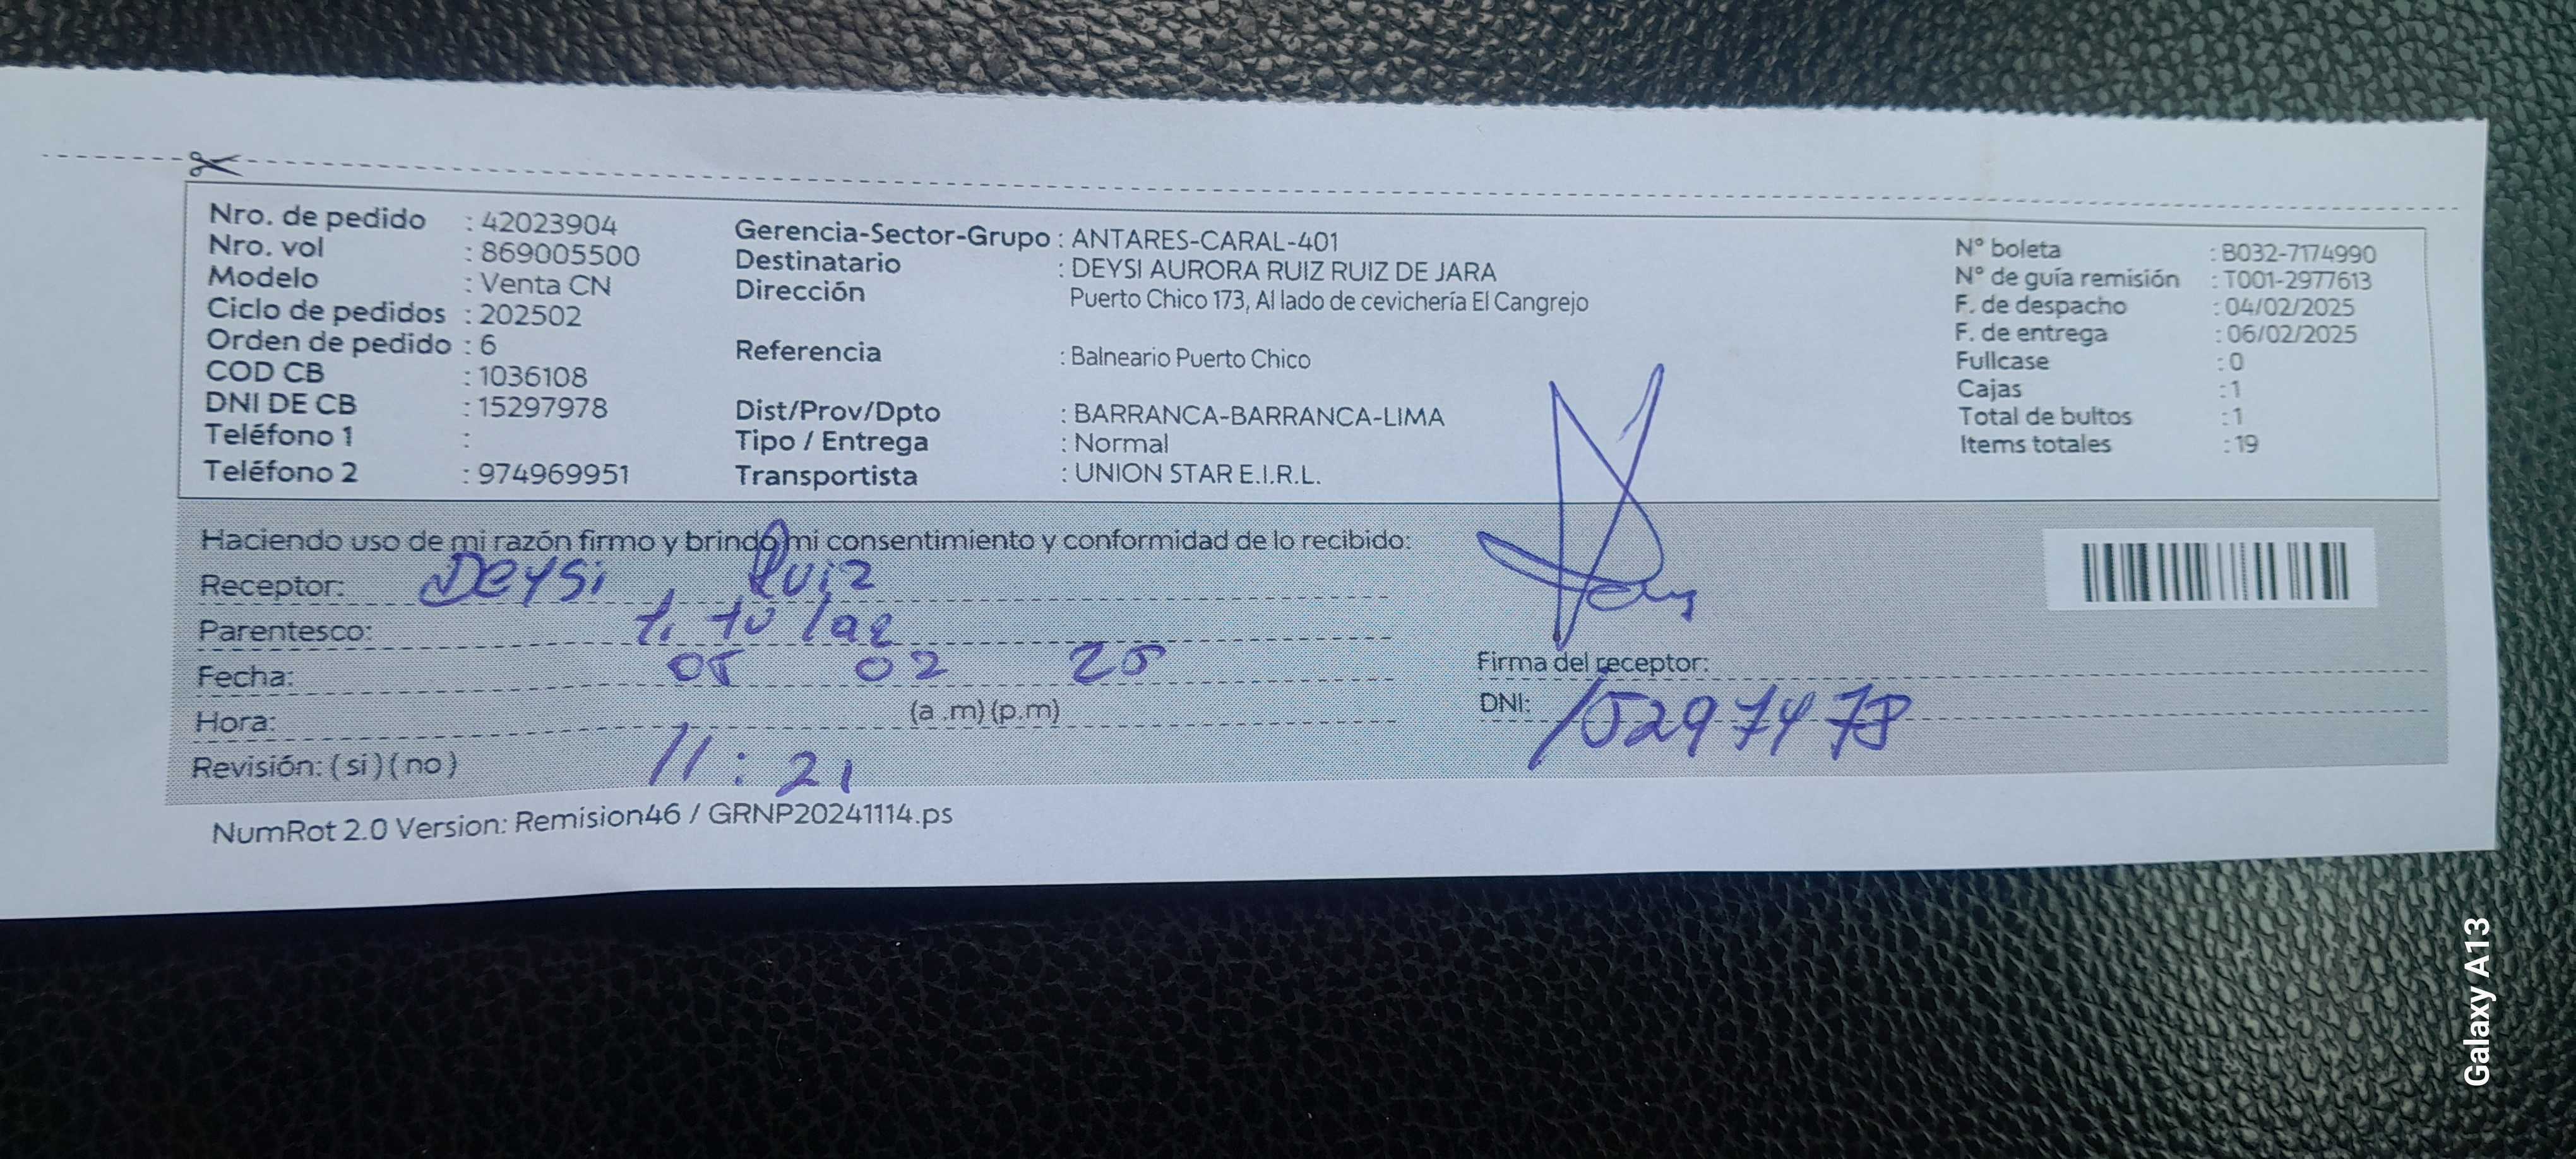 Nro. de pedido : 42023904
Nro. vol : 869005500
Modelo : Venta CN
Ciclo de pedidos : 202502
Orden de pedido : 6
COD CB : 1036108
DNI DE CB : 15297978
Teléfono 1 :
Teléfono 2 : 974969951
Gerencia-Sector-Grupo : ANTARES-CARAL-401
Destinatario : DEYSI AURORA RUIZ RUIZ DE JARA
Dirección Puerto Chico 173, Al lado de cevichería El Cangrejo
Referencia : Balneario Puerto Chico
Dist/Prov/Dpto : BARRANCA-BARRANCA-LIMA
Tipo / Entrega : Normal
Transportista : UNION STAR E.I.R.L.
N° boleta : B032-7174990
N° de guía remisión : T001-2977613
F. de despacho : 04/02/2025
F. de entrega : 06/02/2025
Fullcase : 0
Cajas : 1
Total de bultos : 1
Items totales : 19
Haciendo uso de mi razón firmo y brindo mi consentimiento y conformidad de lo recibido:
Receptor: Deysi Ruiz
Parentesco: titular
Fecha: 05 02 25
Hora: (a.m)(p.m)
11:21
Revisión: (si)(no)
Firma del receptor:
DNI:
NumRot 2.0 Version: Remision46 / GRNP20241114.ps
Galaxy A13